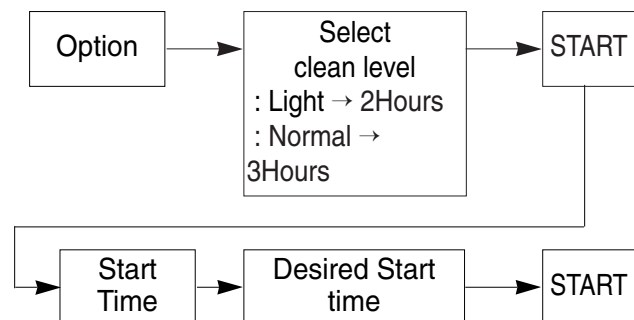 Option
Select
clean level
: Light → 2Hours
: Normal →
3Hours
START
Start
Time
Desired Start
time
START